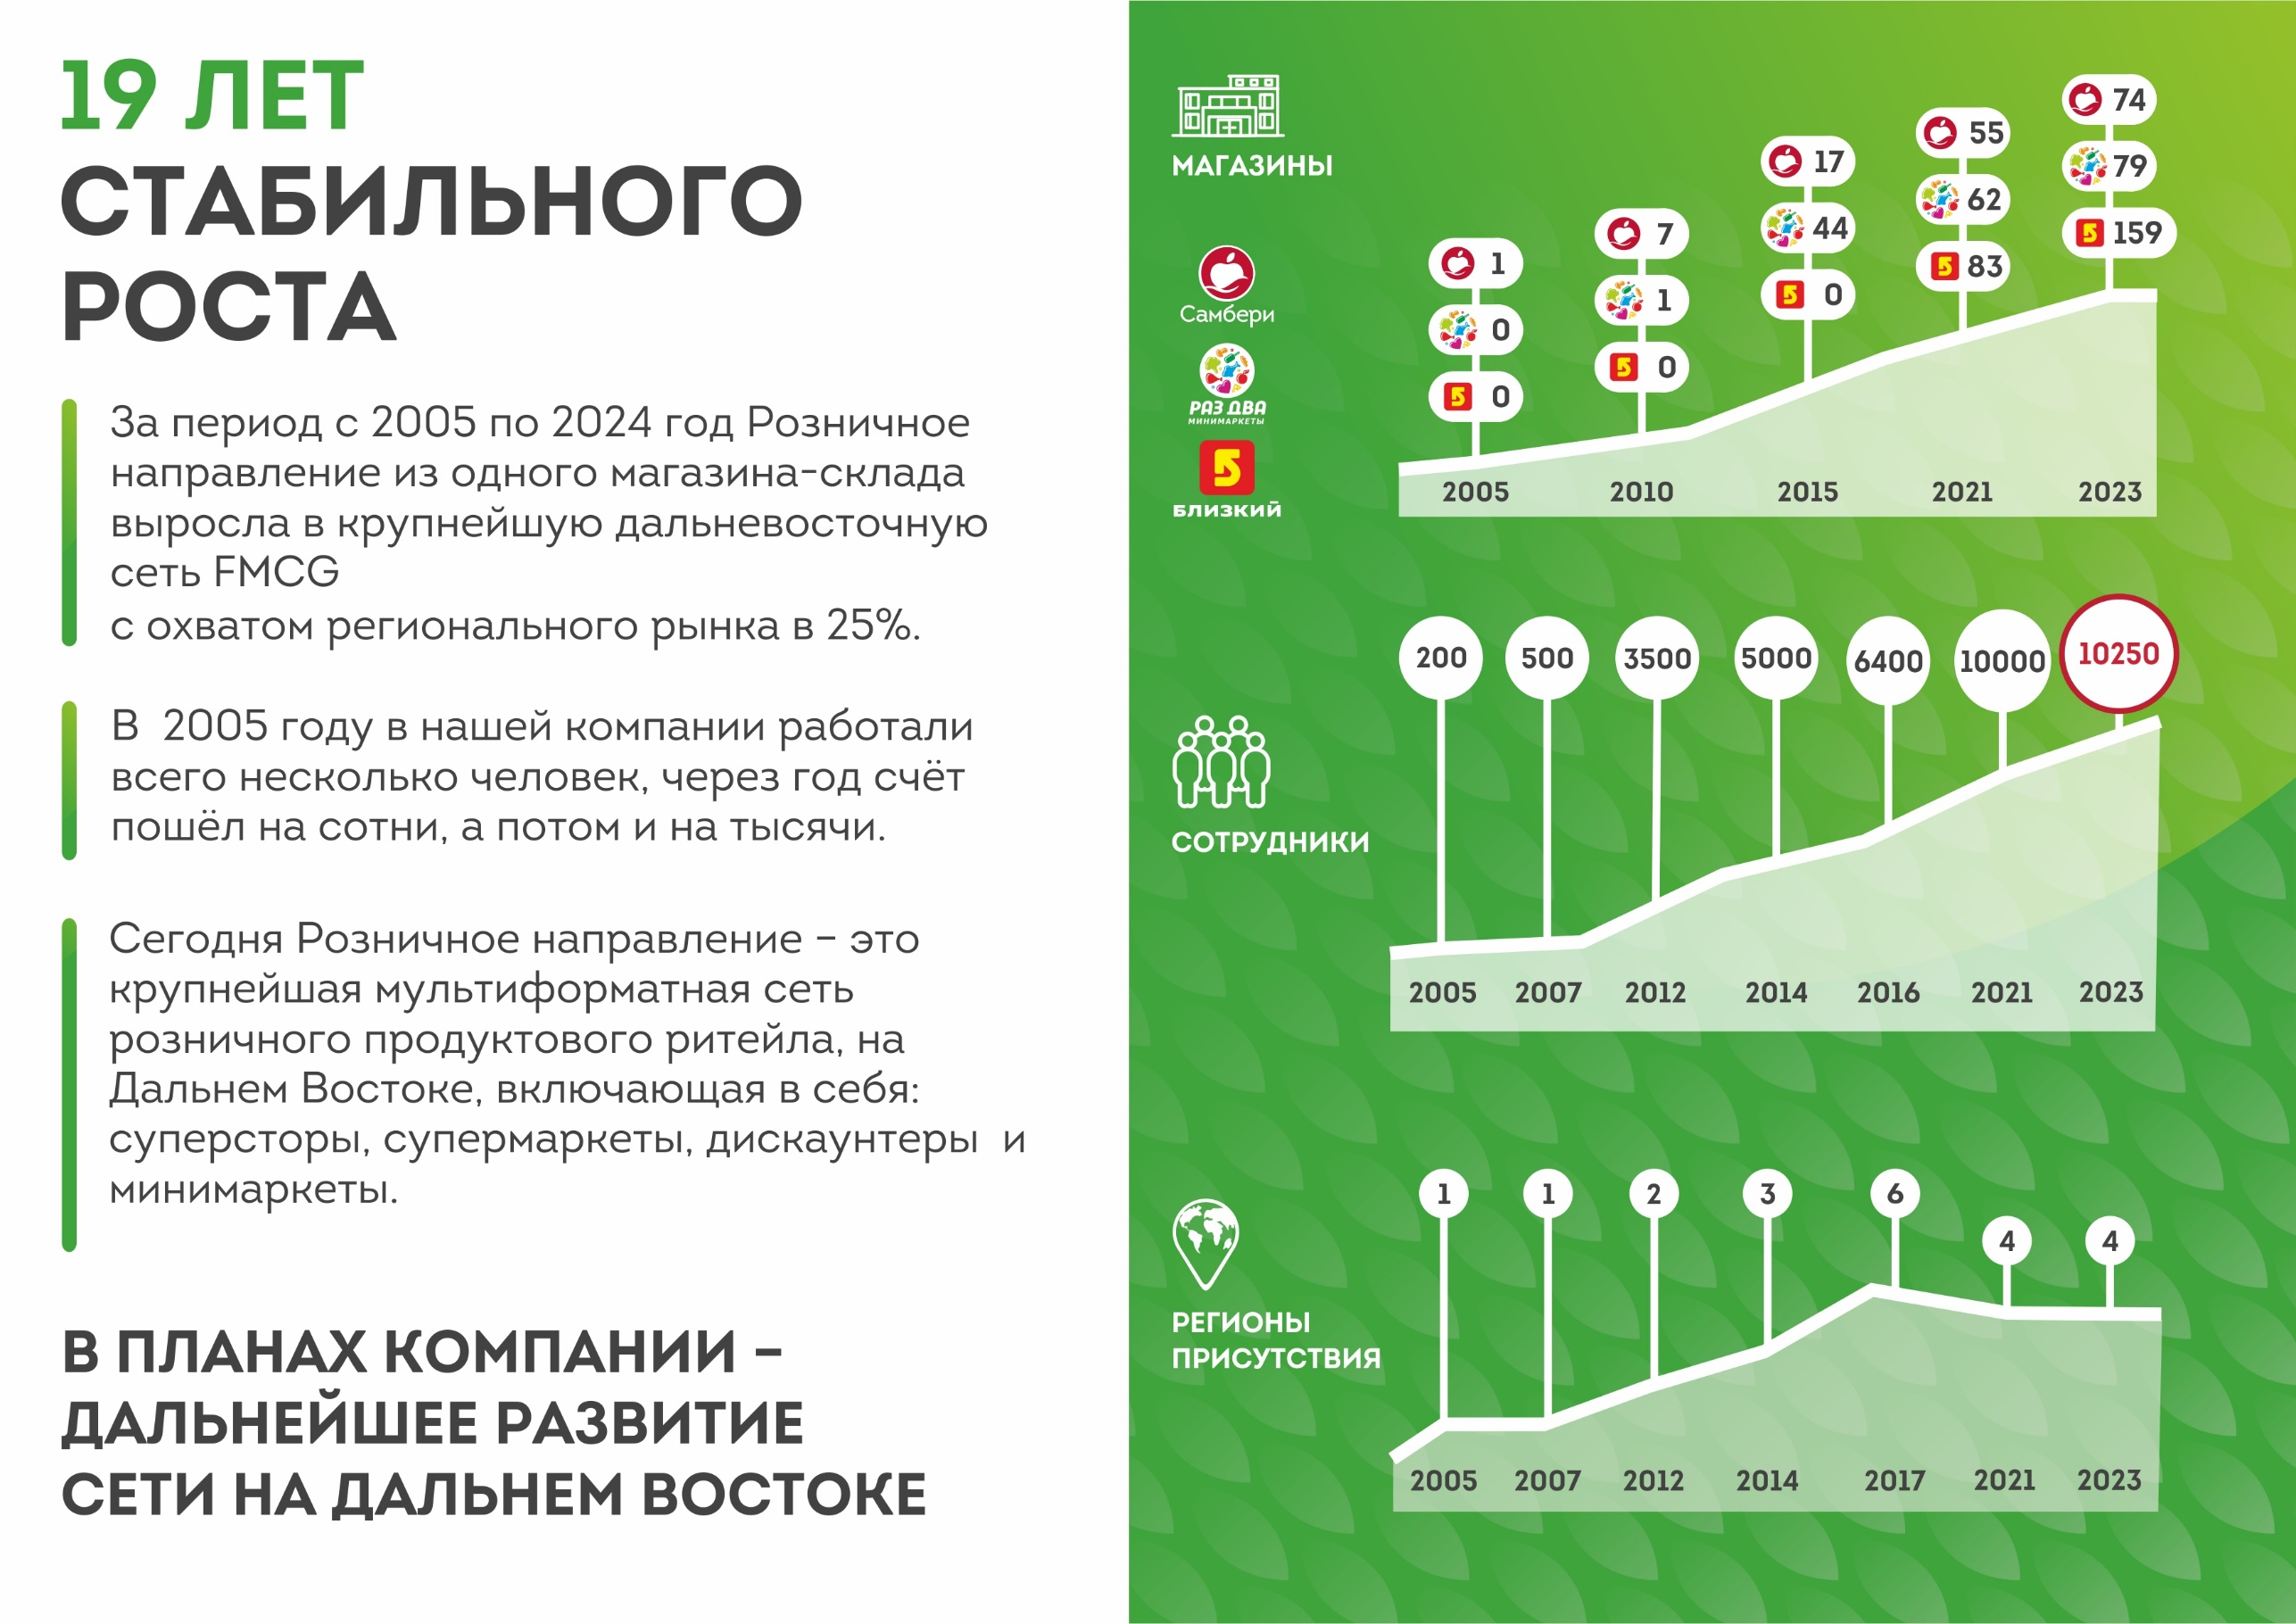 19 ЛЕТ
СТАБИЛЬНОГО
РОСТА
За период с 2005 по 2024 год Розничное
направление из одного магазина-склада
выросла в крупнейшую дальневосточную
сеть FMCG
с охватом регионального рынка в 25%.
В 2005 году в нашей компании работали
всего несколько человек, через год счёт
пошёл на сотни, а потом и на тысячи.
Сегодня Розничное направление – это
крупнейшая мультиформатная сеть
розничного продуктового ритейла, на
Дальнем Востоке, включающая в себя:
суперсторы, супермаркеты, дискаунтеры и
минимаркеты.
В ПЛАНАХ КОМПАНИИ –
ДАЛЬНЕЙШЕЕ РАЗВИТИЕ
СЕТИ НА ДАЛЬНЕМ ВОСТОКЕ
МАГАЗИНЫ
Самбери
РАЗ ДВА
МИНИМАРКЕТЫ
БЛИЗКИЙ
1
0
0
7
1
0
17
44
0
55
62
83
74
79
159
2005 2010 2015 2021 2023
СОТРУДНИКИ
200 500 3500 5000 6400 10000 10250
2005 2007 2012 2014 2016 2021 2023
РЕГИОНЫ
ПРИСУТСТВИЯ
1 1 2 3 6 4 4
2005 2007 2012 2014 2017 2021 2023